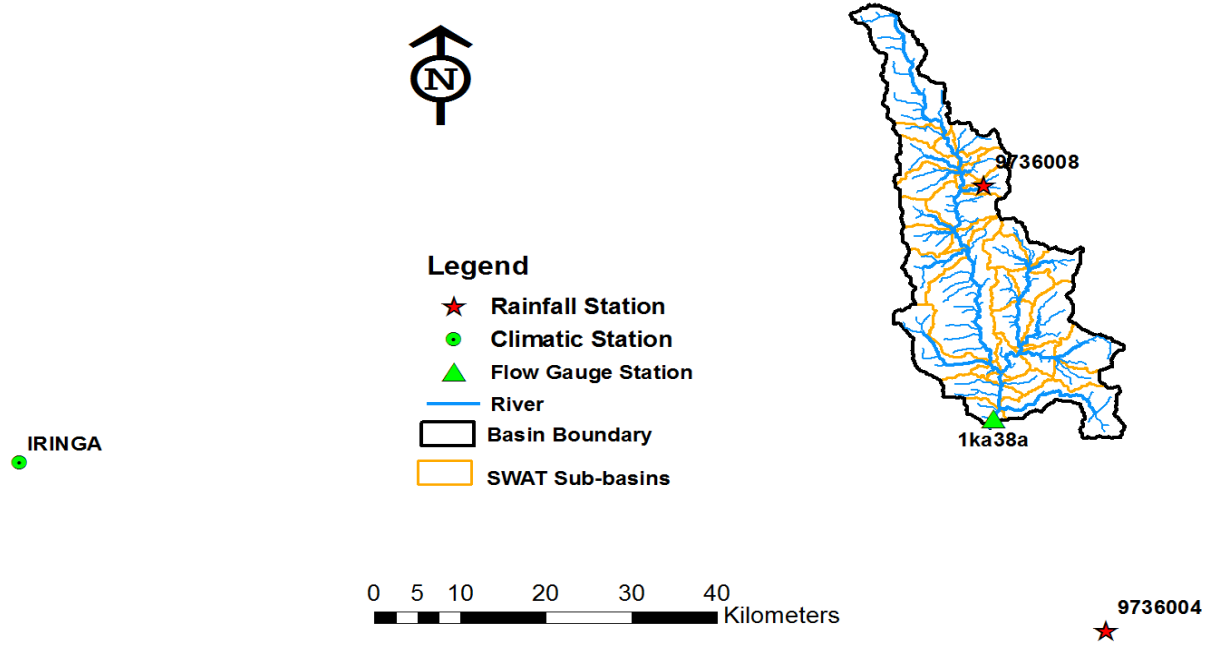 N
9736008
Legend
Rainfall Station
Climatic Station
Flow Gauge Station
River
Basin Boundary
SWAT Sub-basins
1ka38a
IRINGA
0 5 10 20 30 40
Kilometers
9736004